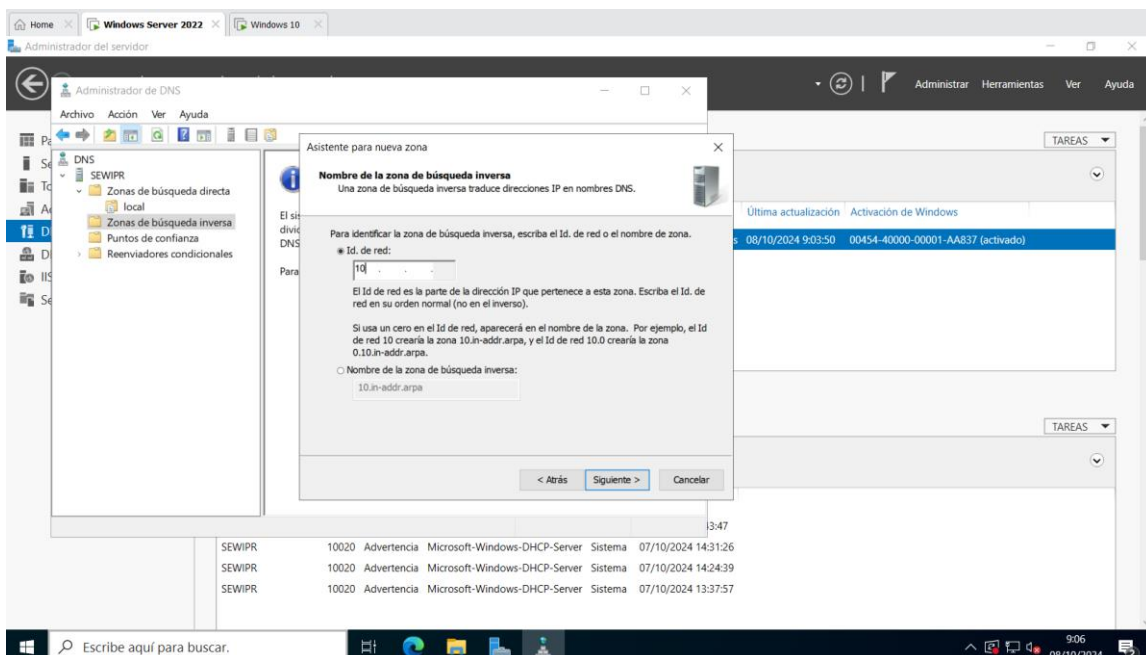 Home
Windows Server 2022
Windows 10
Administrador del servidor
Administrar Herramientas Ver Ayuda
Administrador de DNS
Archivo Acción Ver Ayuda
DNS
SEWIPR
Zonas de búsqueda directa
local
Zonas de búsqueda inversa
Puntos de confianza
Reenviadores condicionales
Asistente para nueva zona
Nombre de la zona de búsqueda inversa
Una zona de búsqueda inversa traduce direcciones IP en nombres DNS.
Para identificar la zona de búsqueda inversa, escriba el Id. de red o el nombre de zona.
Id. de red:
10 . . .
El Id de red es la parte de la dirección IP que pertenece a esta zona. Escriba el Id. de
red en su orden normal (no en el inverso).
Si usa un cero en el Id de red, aparecerá en el nombre de la zona. Por ejemplo, el Id
de red 10 crearía la zona 10.in-addr.arpa, y el Id de red 10.0 crearía la zona
0.10.in-addr.arpa.
Nombre de la zona de búsqueda inversa:
10.in-addr.arpa
< Atrás Siguiente > Cancelar
DNS
Para
TAREAS
Última actualización Activación de Windows
08/10/2024 9:03:50 00454-40000-00001-AA837 (activado)
TAREAS
3:47
SEWIPR 10020 Advertencia Microsoft-Windows-DHCP-Server Sistema 07/10/2024 14:31:26
SEWIPR 10020 Advertencia Microsoft-Windows-DHCP-Server Sistema 07/10/2024 14:24:39
SEWIPR 10020 Advertencia Microsoft-Windows-DHCP-Server Sistema 07/10/2024 13:37:57
Escribe aquí para buscar.
9:06
08/10/2024